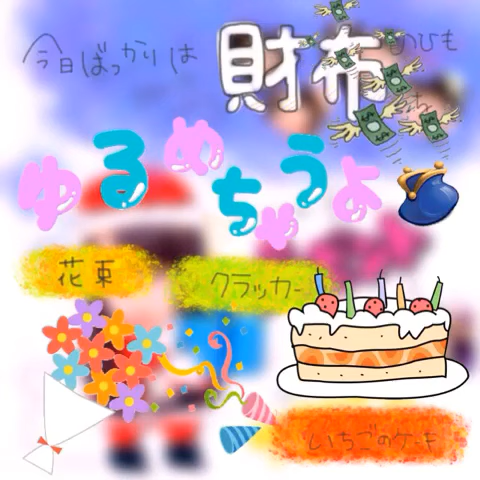 今日ばっかりは
財布のひも
ゆるめちゃうよ
花束
クラッカー
いちごのケーキ